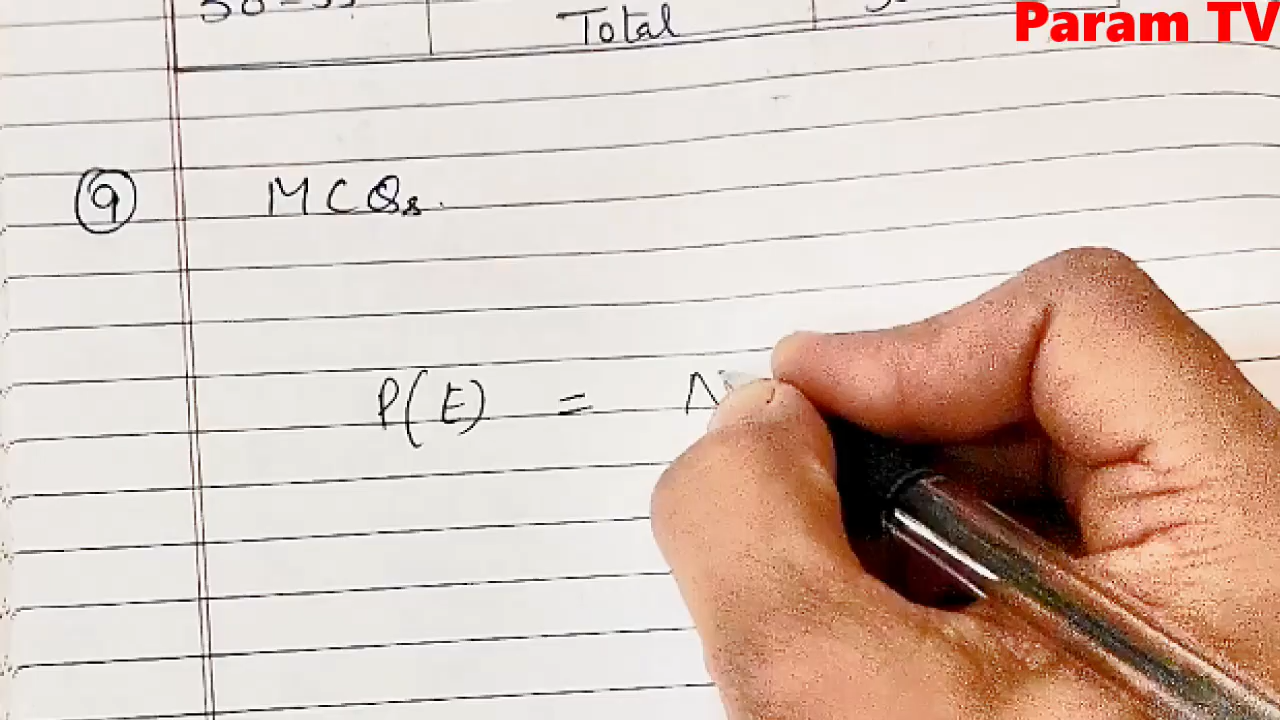 Total
Param TV
9 MCQs.
P(E) =